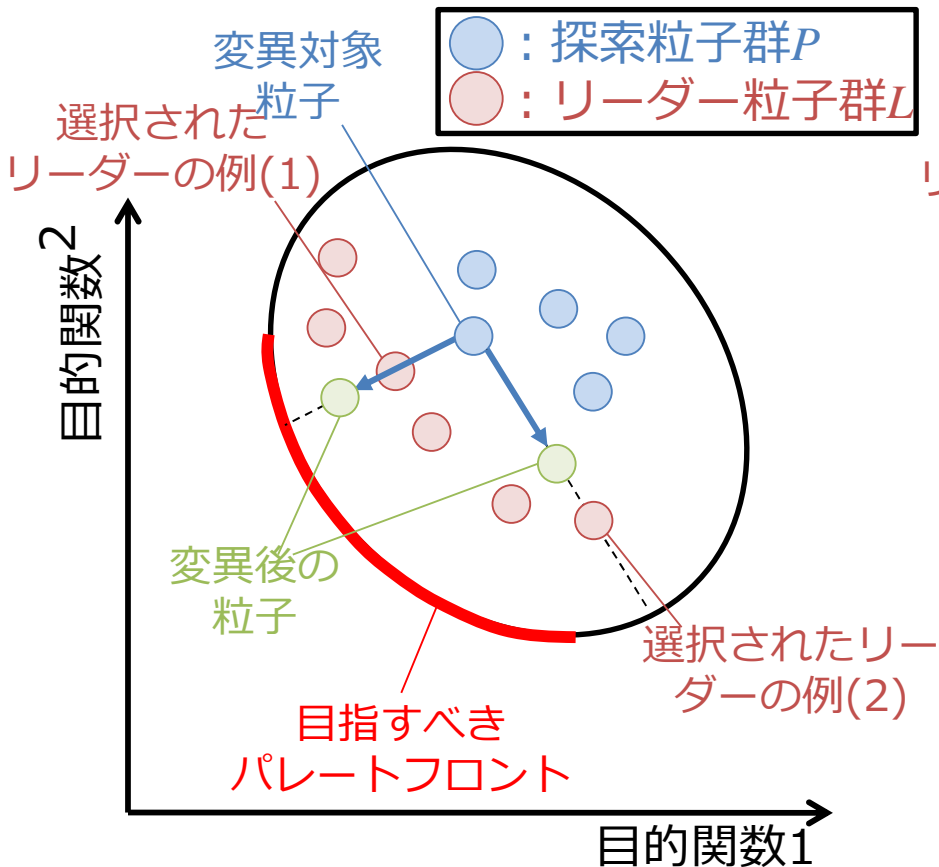 ：探索粒子群P
：リーダー粒子群L
変異対象
粒子
選択された
リーダーの例(1)
リ
目的関数2
変異後の
粒子
選択されたリー
ダーの例(2)
目指すべき
パレートフロント
目的関数1